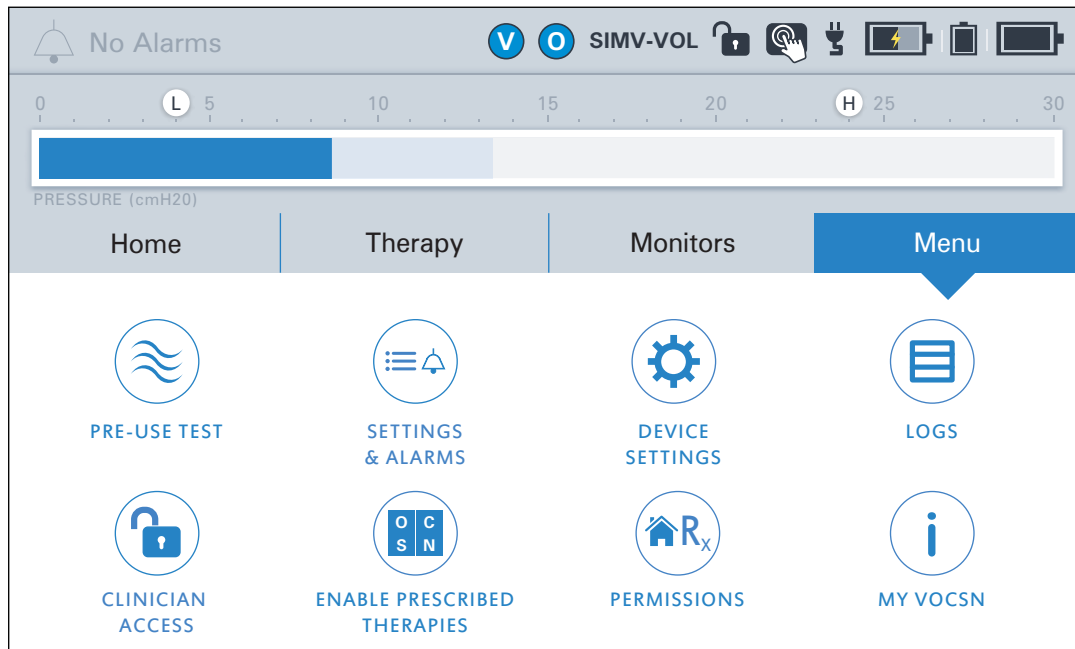 No Alarms
V O SIMV-VOL
0 L 5 10 15 20 H 25 30
PRESSURE (cmH20)
Home Therapy Monitors Menu
PRE-USE TEST
SETTINGS
& ALARMS
DEVICE
SETTINGS
LOGS
CLINICIAN
ACCESS
O C
S N
ENABLE PRESCRIBED
THERAPIES
Rx
PERMISSIONS
i
MY VOCSN